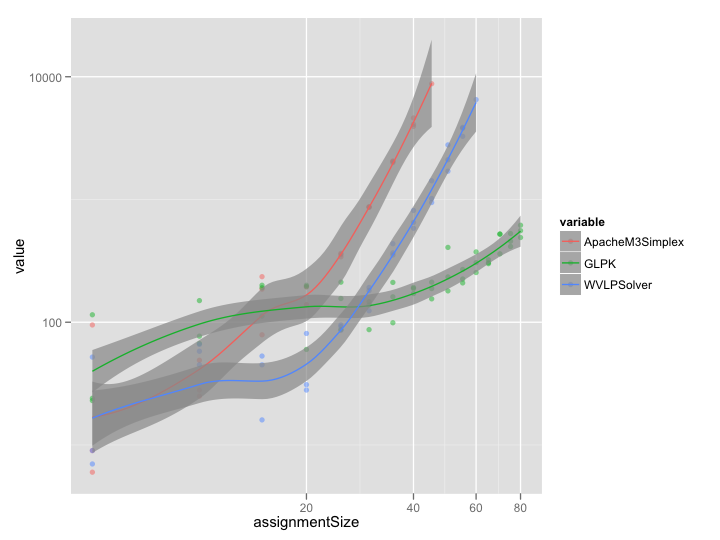 10000
100
value
20 40 60 80
assignmentSize
variable
ApacheM3Simplex
GLPK
WVLPSolver